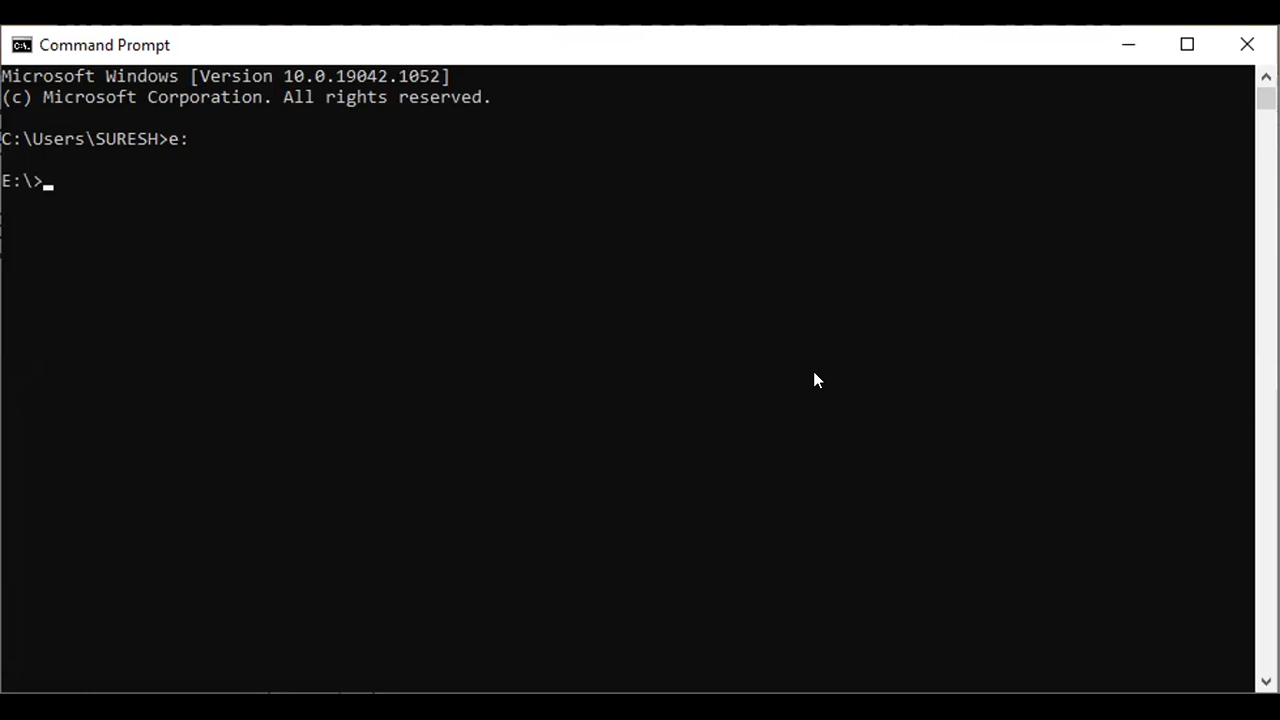 Command Prompt
Microsoft Windows [Version 10.0.19042.1052]
(c) Microsoft Corporation. All rights reserved.
C:\Users\SURESH>e:
E:\>